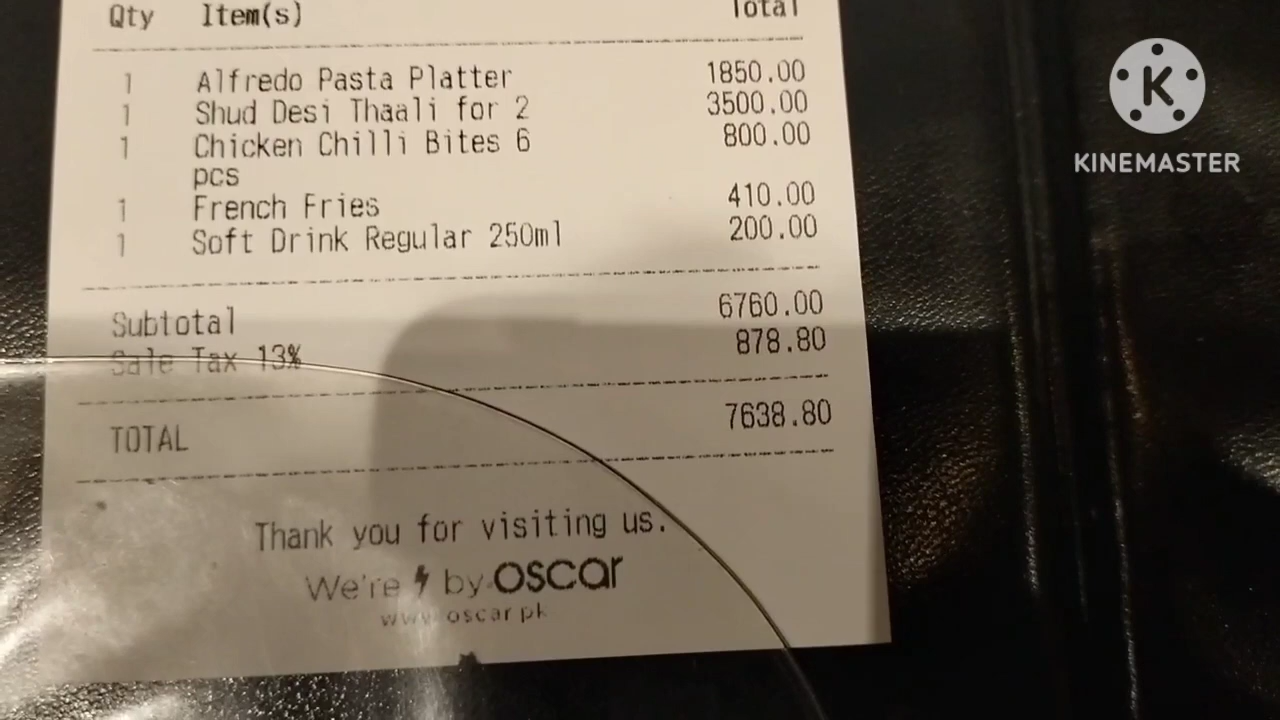 Qty Item(s) Total
1 Alfredo Pasta Platter 1850.00
1 Shud Desi Thaali for 2 3500.00
1 Chicken Chilli Bites 6 800.00
pcs
1 French Fries 410.00
1 Soft Drink Regular 250ml 200.00
Subtotal 6760.00
Sale Tax 13% 878.80
TOTAL 7638.80
Thank you for visiting us.
We're by oscar
www.oscar.pk
K
KINEMASTER